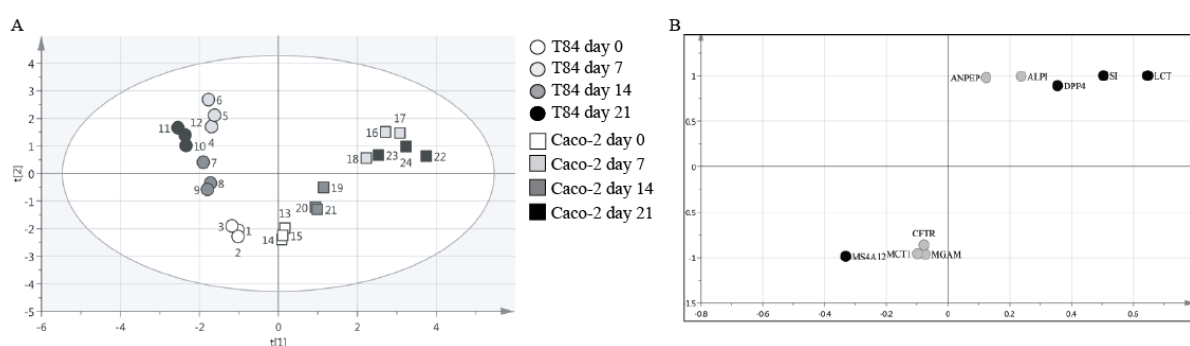 A
4
3
2
1
0
-1
-2
-3
-4
-5
t[2]
-6
-4
-2
0
2
4
t[1]
6
5
12
4
11
10
7
8
9
3
1
2
16
17
18
23
24
22
19
20
21
13
14
15
T84 day 0
T84 day 7
T84 day 14
T84 day 21
Caco-2 day 0
Caco-2 day 7
Caco-2 day 14
Caco-2 day 21
B
1
0.5
0
-0.5
-1
-1.5
-0.8
-0.6
-0.4
-0.2
0
0.2
0.4
0.6
ANPEP
ALPI
SI
LCT
DPP4
CFTR
MS4A12
MCT1
MGAM